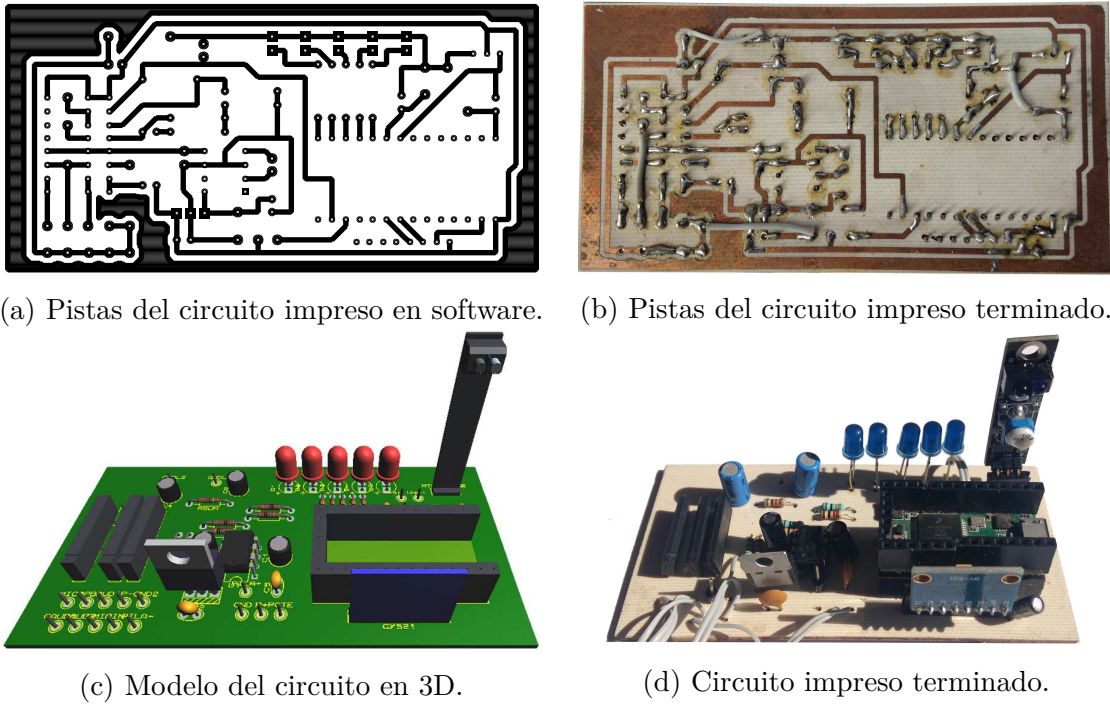 (a) Pistas del circuito impreso en software.
(b) Pistas del circuito impreso terminado.
GY521
(c) Modelo del circuito en 3D.
(d) Circuito impreso terminado.